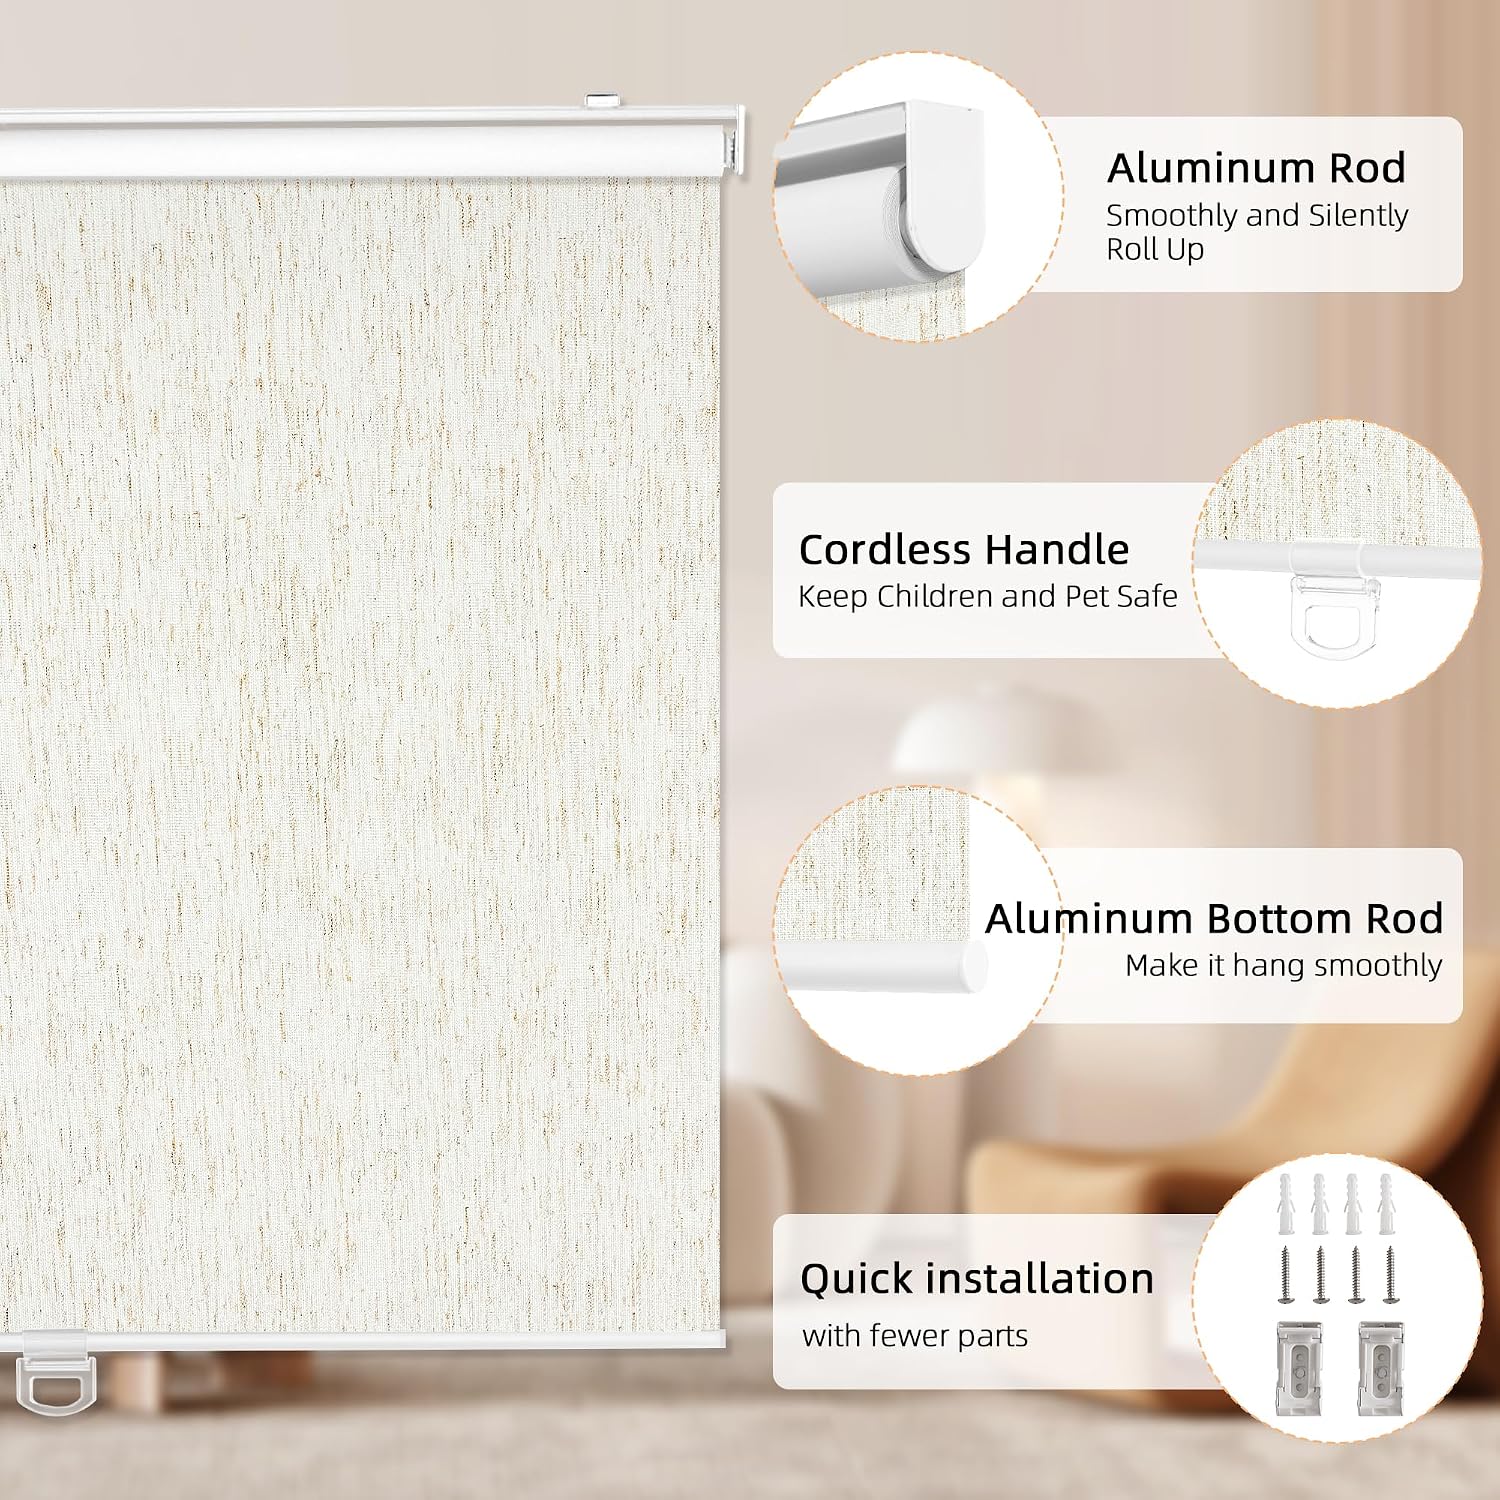 Aluminum Rod
Smoothly and Silently
Roll Up
Cordless Handle
Keep Children and Pet Safe
Aluminum Bottom Rod
Make it hang smoothly
Quick installation
with fewer parts